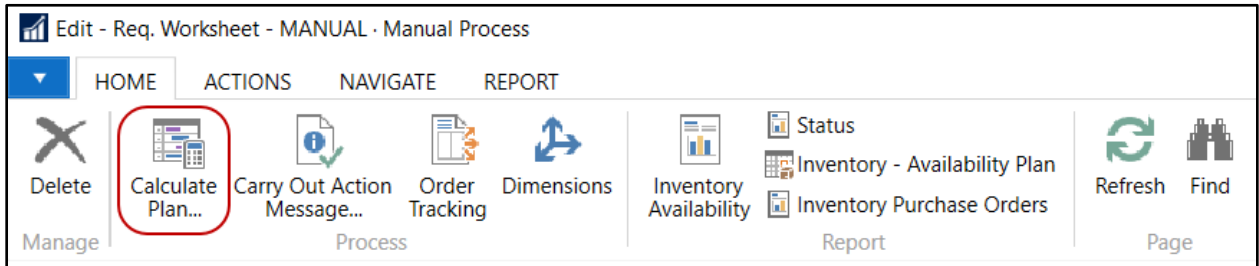 Edit - Req. Worksheet - MANUAL · Manual Process
HOME ACTIONS NAVIGATE REPORT
Delete
Calculate
Plan...
Carry Out Action
Message...
Order
Tracking
Dimensions
Inventory
Availability
Status
Inventory - Availability Plan
Inventory Purchase Orders
Refresh
Find
Manage
Process
Report
Page